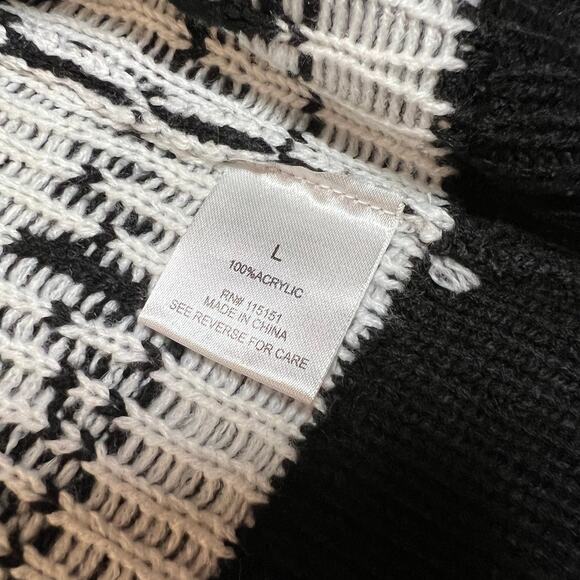 L
100%ACRYLIC
RN# 115151
MADE IN CHINA
SEE REVERSE FOR CARE